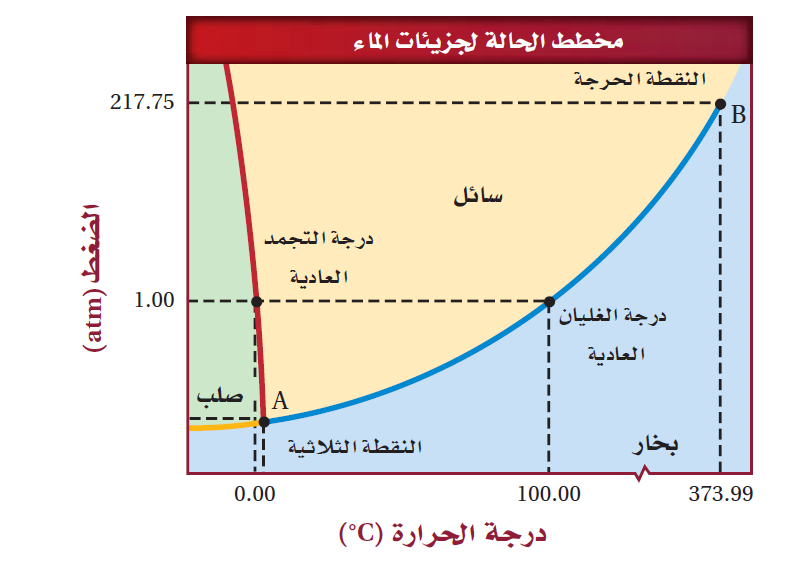 مخطط الحالة لجزيئات الماء
النقطة الحرجة
217.75
B
سائل
درجة التجمد
العادية
الضغط (atm)
1.00
درجة الغليان
العادية
صلب
A
النقطة الثلاثية
بخار
0.00
100.00
373.99
درجة الحرارة (°C)